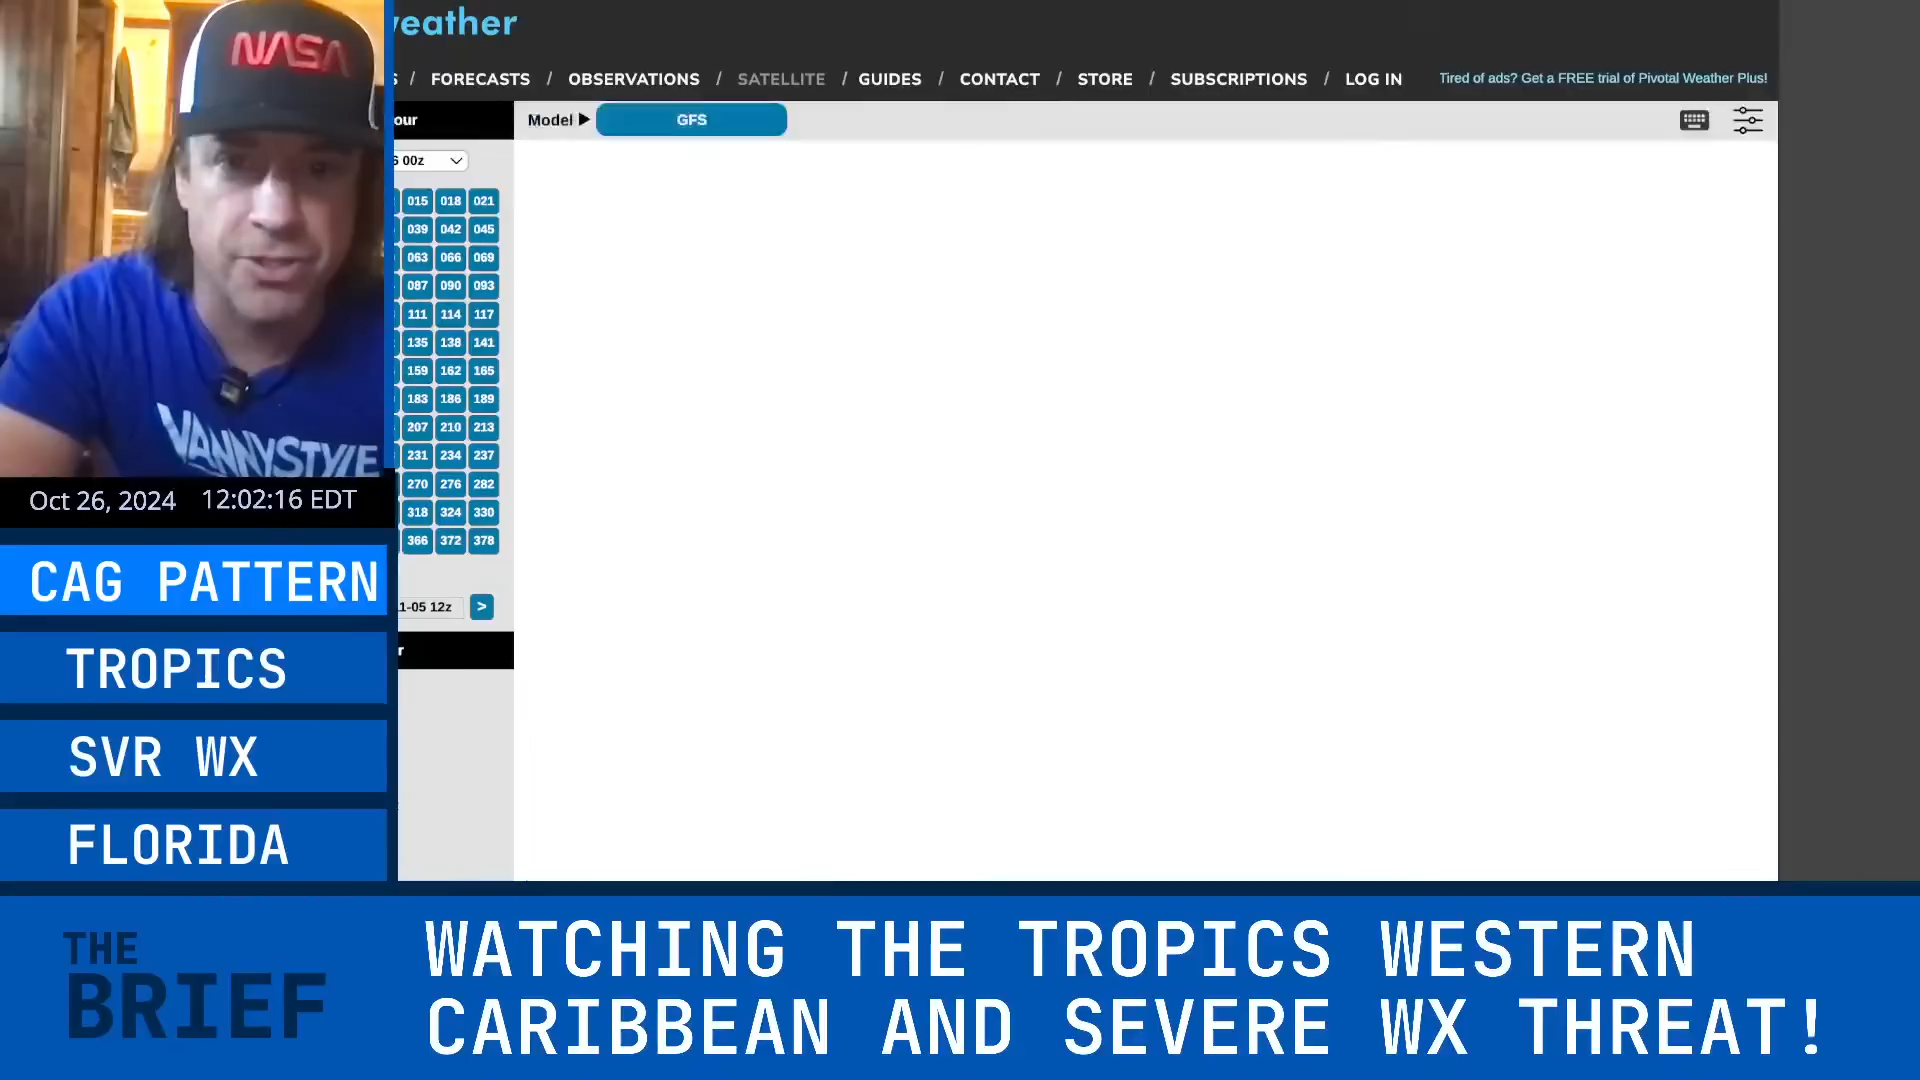 NASA
VANNYSTYLE
Oct 26, 2024 12:02:16 EDT
CAG PATTERN
TROPICS
SVR WX
FLORIDA
THE
BRIEF
WATCHING THE TROPICS WESTERN
CARIBBEAN AND SEVERE WX THREAT!
weather
S / FORECASTS / OBSERVATIONS / SATELLITE / GUIDES / CONTACT / STORE / SUBSCRIPTIONS / LOG IN
Tired of ads? Get a FREE trial of Pivotal Weather Plus!
our
Model ▶ GFS
6 00z
015 018 021
039 042 045
063 066 069
087 090 093
111 114 117
135 138 141
159 162 165
183 186 189
207 210 213
231 234 237
270 276 282
318 324 330
366 372 378
1-05 12z >
r